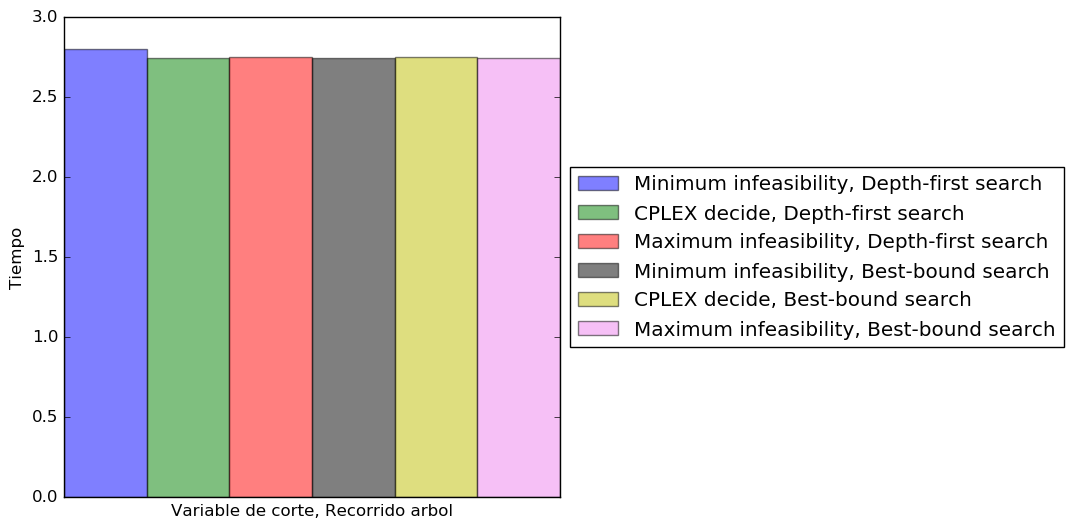 3.0
2.5
2.0
1.5
1.0
0.5
0.0
Tiempo
Variable de corte, Recorrido arbol
Minimum infeasibility, Depth-first search
CPLEX decide, Depth-first search
Maximum infeasibility, Depth-first search
Minimum infeasibility, Best-bound search
CPLEX decide, Best-bound search
Maximum infeasibility, Best-bound search